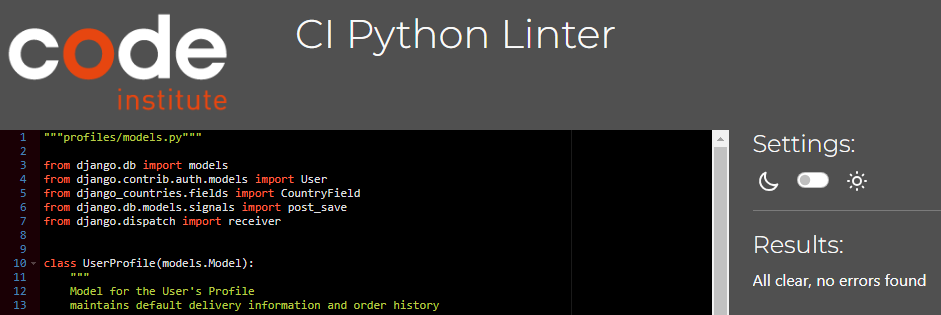 code
institute
CI Python Linter
1 """profiles/models.py"""
2
3 from django.db import models
4 from django.contrib.auth.models import User
5 from django_countries.fields import CountryField
6 from django.db.models.signals import post_save
7 from django.dispatch import receiver
8
9
10 class UserProfile(models.Model):
11     """
12     Model for the User's Profile
13     maintains default delivery information and order history
Settings:
Results:
All clear, no errors found